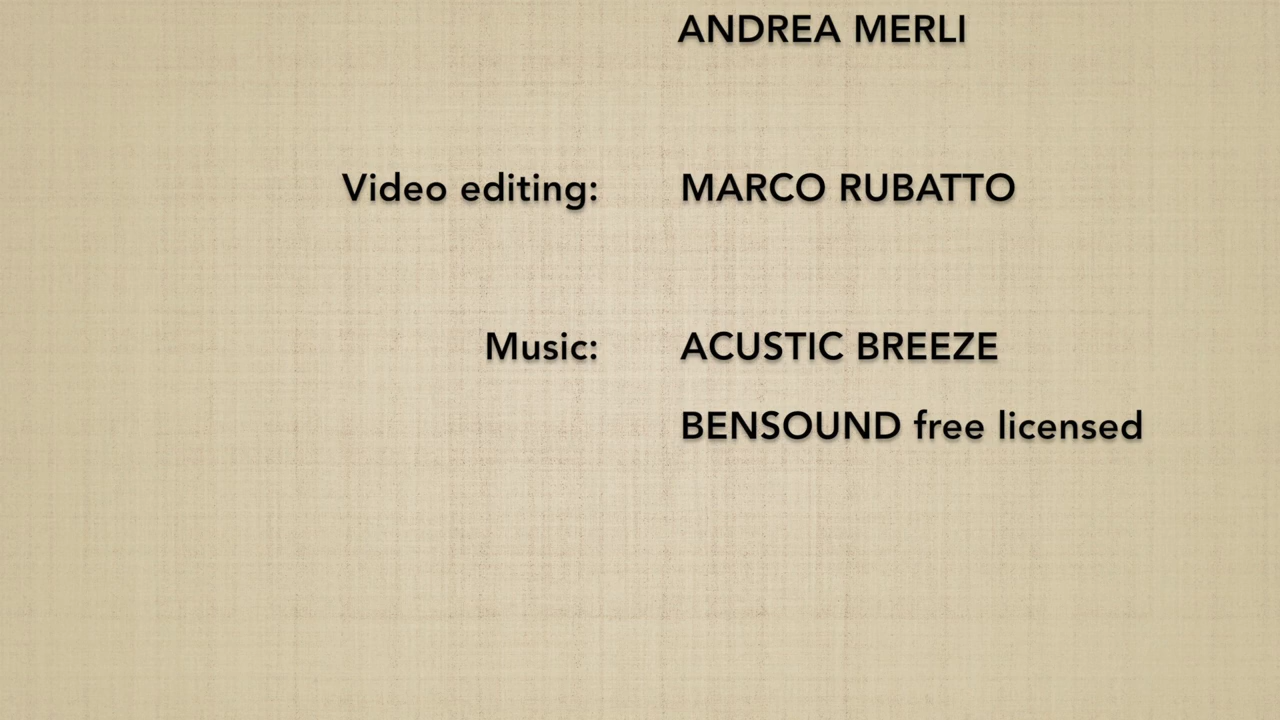 ANDREA MERLI
Video editing: MARCO RUBATTO
Music: ACUSTIC BREEZE
BENSOUND free licensed